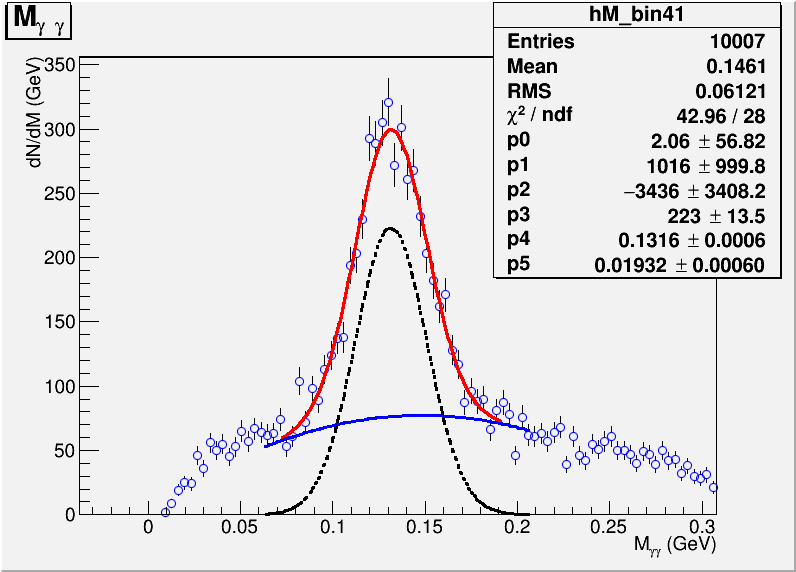 M_γ γ
hM_bin41
Entries 10007
Mean 0.1461
RMS 0.06121
χ² / ndf 42.96 / 28
p0 2.06 ± 56.82
p1 1016 ± 999.8
p2 −3436 ± 3408.2
p3 223 ± 13.5
p4 0.1316 ± 0.0006
p5 0.01932 ± 0.00060
dN/dM (GeV)
350
300
250
200
150
100
50
0
0 0.05 0.1 0.15 0.2 0.25 0.3
M_γγ (GeV)